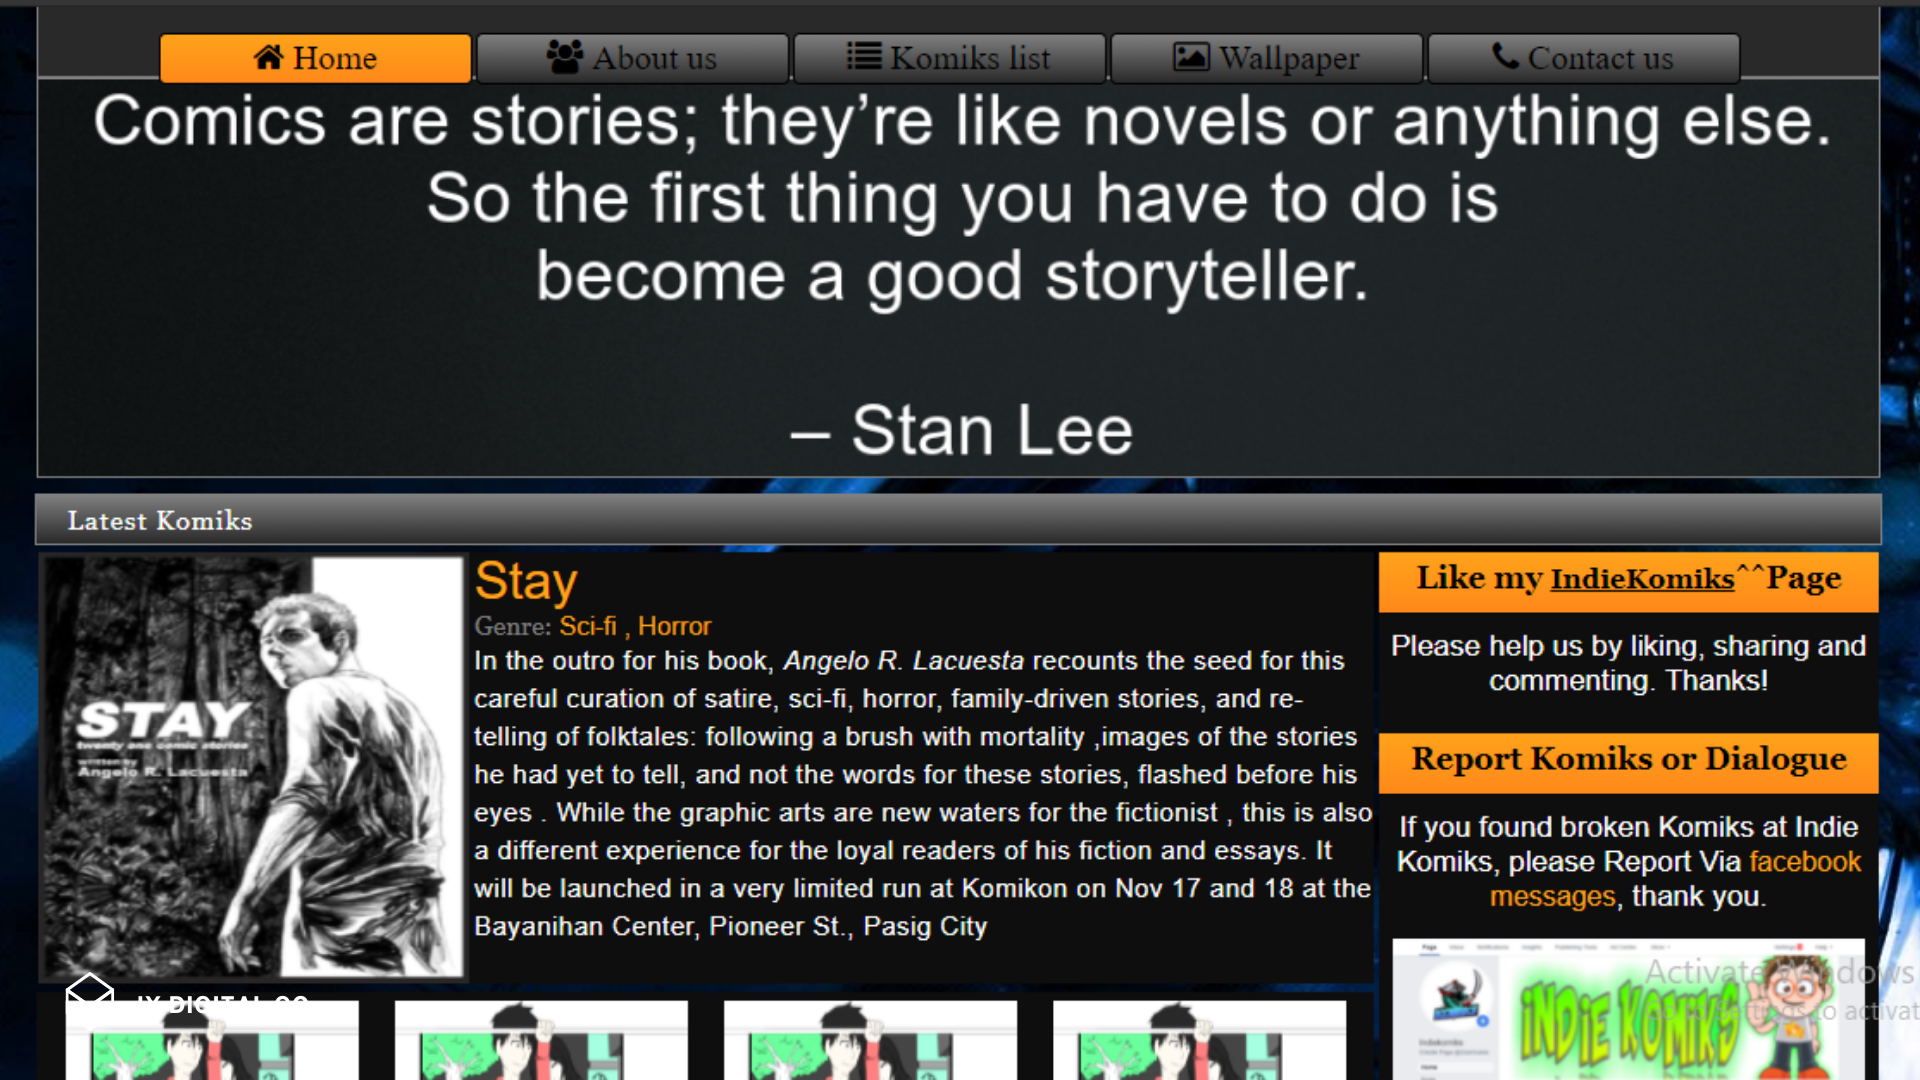 Home
About us
Komiks list
Wallpaper
Contact us
Comics are stories; they’re like novels or anything else.
So the first thing you have to do is
become a good storyteller.
– Stan Lee
Latest Komiks
STAY
twenty one comic stories
written by
Angelo R. Lacuesta
Stay
Genre: Sci-fi , Horror
In the outro for his book, Angelo R. Lacuesta recounts the seed for this
careful curation of satire, sci-fi, horror, family-driven stories, and re-
telling of folktales: following a brush with mortality ,images of the stories
he had yet to tell, and not the words for these stories, flashed before his
eyes . While the graphic arts are new waters for the fictionist , this is also
a different experience for the loyal readers of his fiction and essays. It
will be launched in a very limited run at Komikon on Nov 17 and 18 at the
Bayanihan Center, Pioneer St., Pasig City
Like my IndieKomiks^^Page
Please help us by liking, sharing and
commenting. Thanks!
Report Komiks or Dialogue
If you found broken Komiks at Indie
Komiks, please Report Via facebook
messages, thank you.
Page
INDIE KOMIKS
Activate Windows